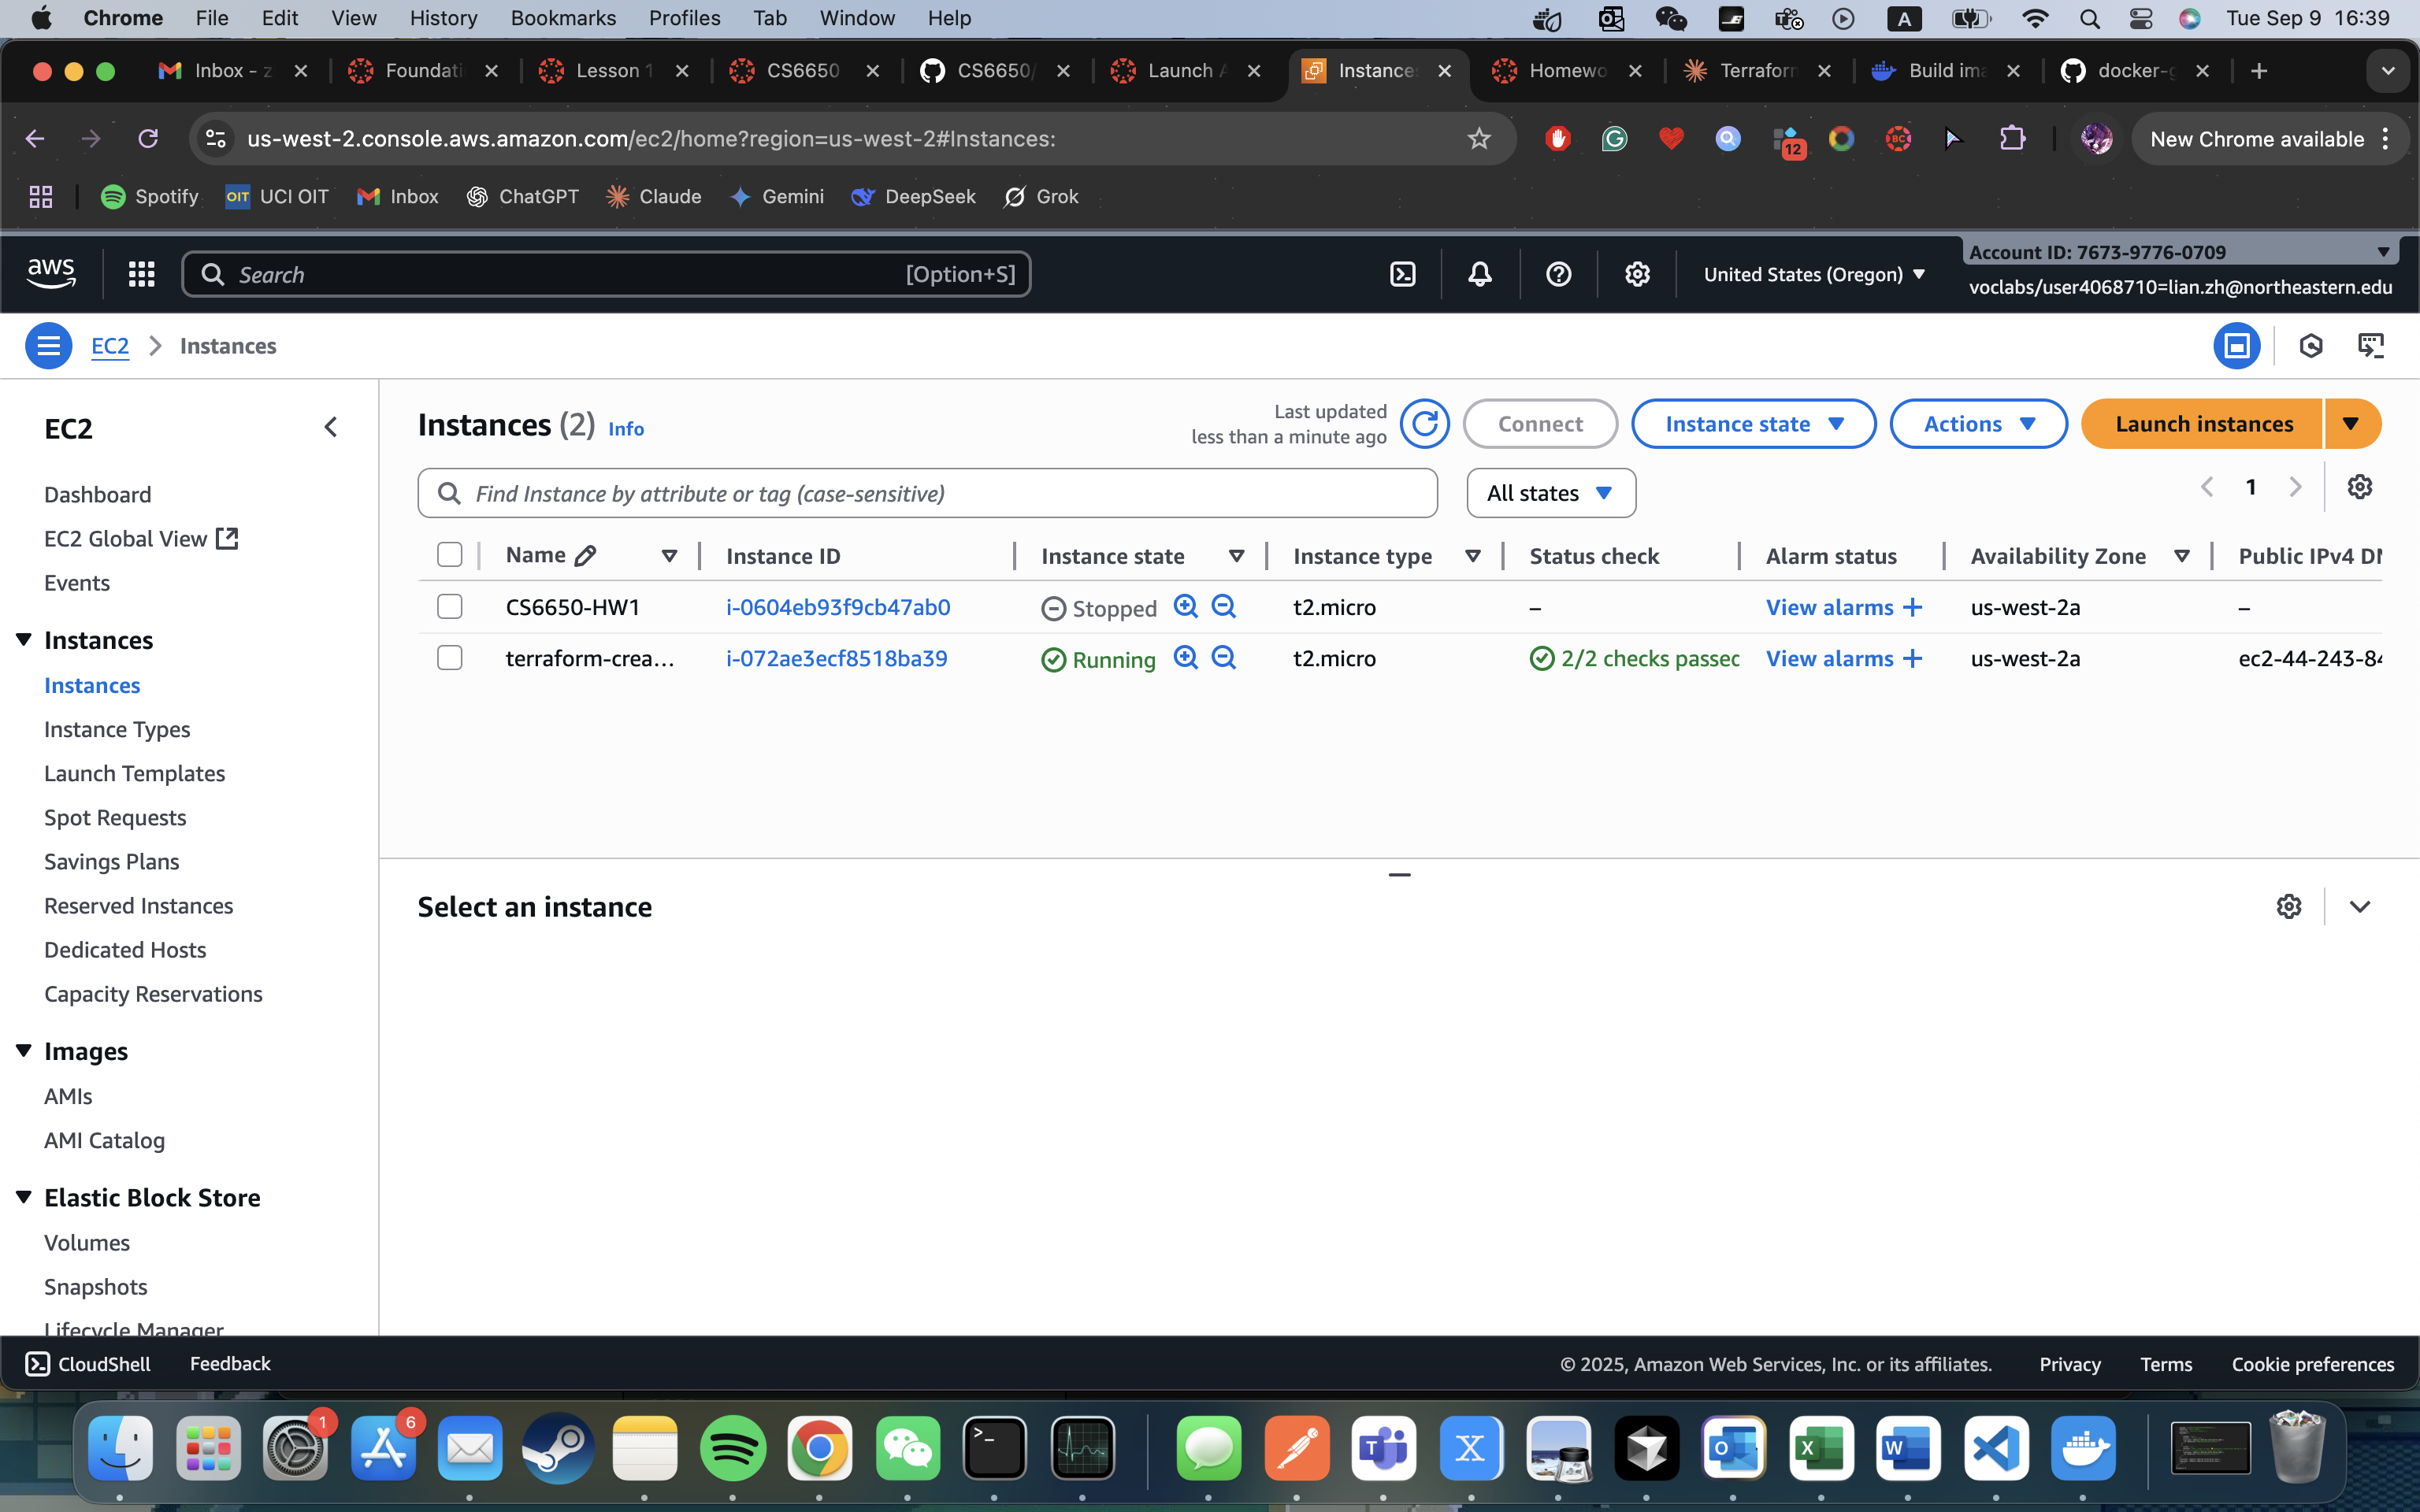 Chrome File Edit View History Bookmarks Profiles Tab Window Help
A
Tue Sep 9 16:39
Inbox - z
Foundati
Lesson 1
CS6650
CS6650/
Launch A
Instances
Homewo
Terraform
Build ima
docker-g
us-west-2.console.aws.amazon.com/ec2/home?region=us-west-2#Instances:
12
BC
New Chrome available
Spotify
OIT UCI OIT
Inbox
ChatGPT
Claude
Gemini
DeepSeek
Grok
aws
Search [Option+S]
United States (Oregon)
Account ID: 7673-9776-0709
voclabs/user4068710=lian.zh@northeastern.edu
EC2 Instances
EC2
Dashboard
EC2 Global View
Events
Instances
Instances
Instance Types
Launch Templates
Spot Requests
Savings Plans
Reserved Instances
Dedicated Hosts
Capacity Reservations
Images
AMIs
AMI Catalog
Elastic Block Store
Volumes
Snapshots
Lifecycle Manager
Instances (2) Info
Last updated
less than a minute ago
Connect
Instance state
Actions
Launch instances
Find Instance by attribute or tag (case-sensitive)
All states
1
Name Instance ID Instance state Instance type Status check Alarm status Availability Zone Public IPv4 DN
CS6650-HW1 i-0604eb93f9cb47ab0 Stopped t2.micro – View alarms + us-west-2a –
terraform-crea... i-072ae3ecf8518ba39 Running t2.micro 2/2 checks passec View alarms + us-west-2a ec2-44-243-84
Select an instance
CloudShell Feedback
© 2025, Amazon Web Services, Inc. or its affiliates. Privacy Terms Cookie preferences
1
6